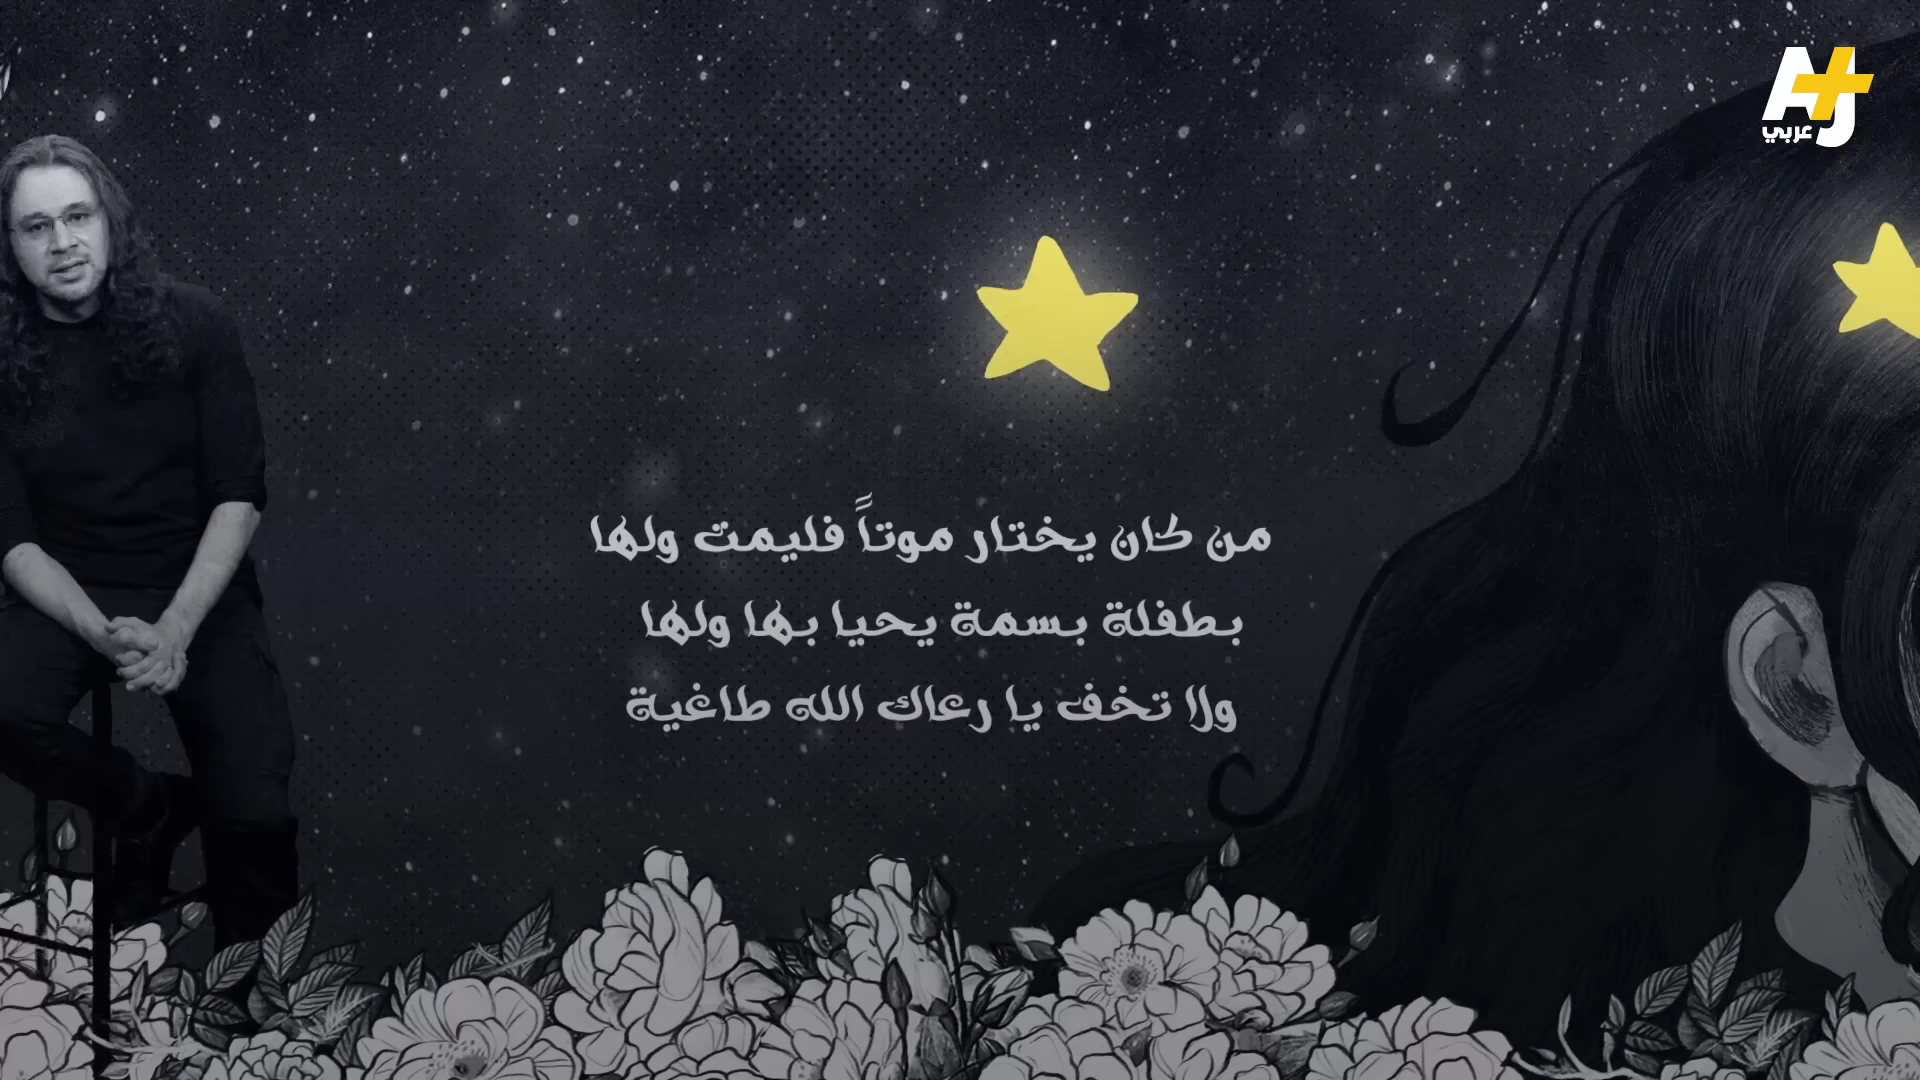 عربي
من كان يختار موتاً فليمت ولها
بطفلة بسمة يحيا بها ولها
ولا تخف يا رعاك الله طاغية